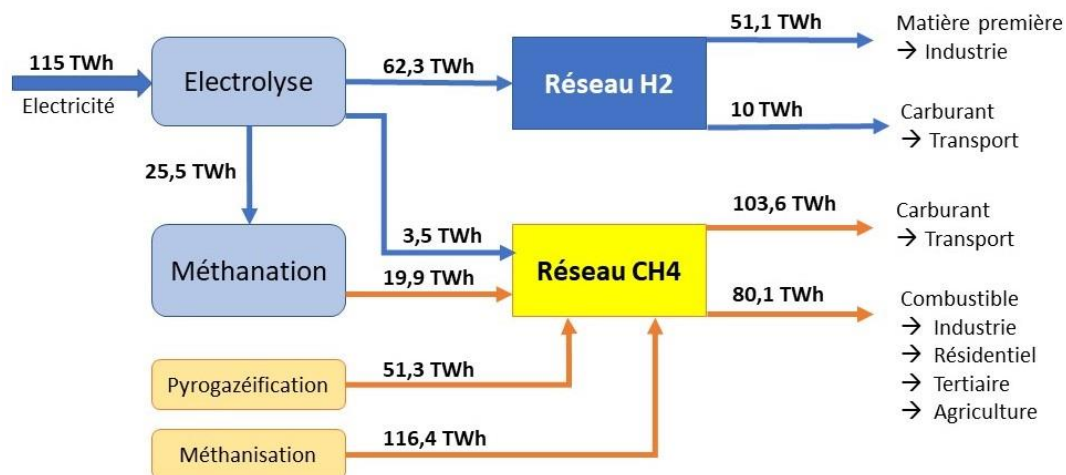 115 TWh
Electricité
Electrolyse
62,3 TWh
Réseau H2
51,1 TWh
Matière première
→ Industrie
10 TWh
Carburant
→ Transport
25,5 TWh
Méthanation
3,5 TWh
19,9 TWh
Réseau CH4
103,6 TWh
Carburant
→ Transport
80,1 TWh
Combustible
→ Industrie
→ Résidentiel
→ Tertiaire
→ Agriculture
Pyrogazéification
51,3 TWh
Méthanisation
116,4 TWh